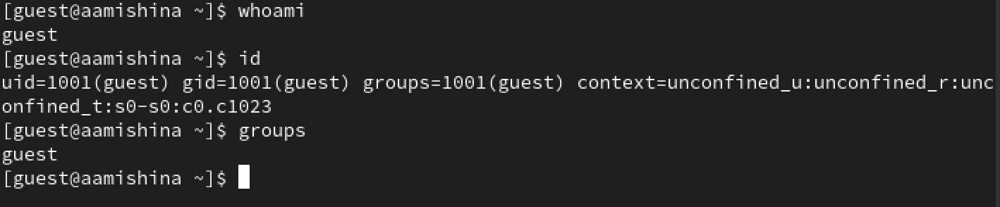 [guest@aamishina ~]$ whoami
guest
[guest@aamishina ~]$ id
uid=1001(guest) gid=1001(guest) groups=1001(guest) context=unconfined_u:unconfined_r:unc
onfined_t:s0-s0:c0.c1023
[guest@aamishina ~]$ groups
guest
[guest@aamishina ~]$